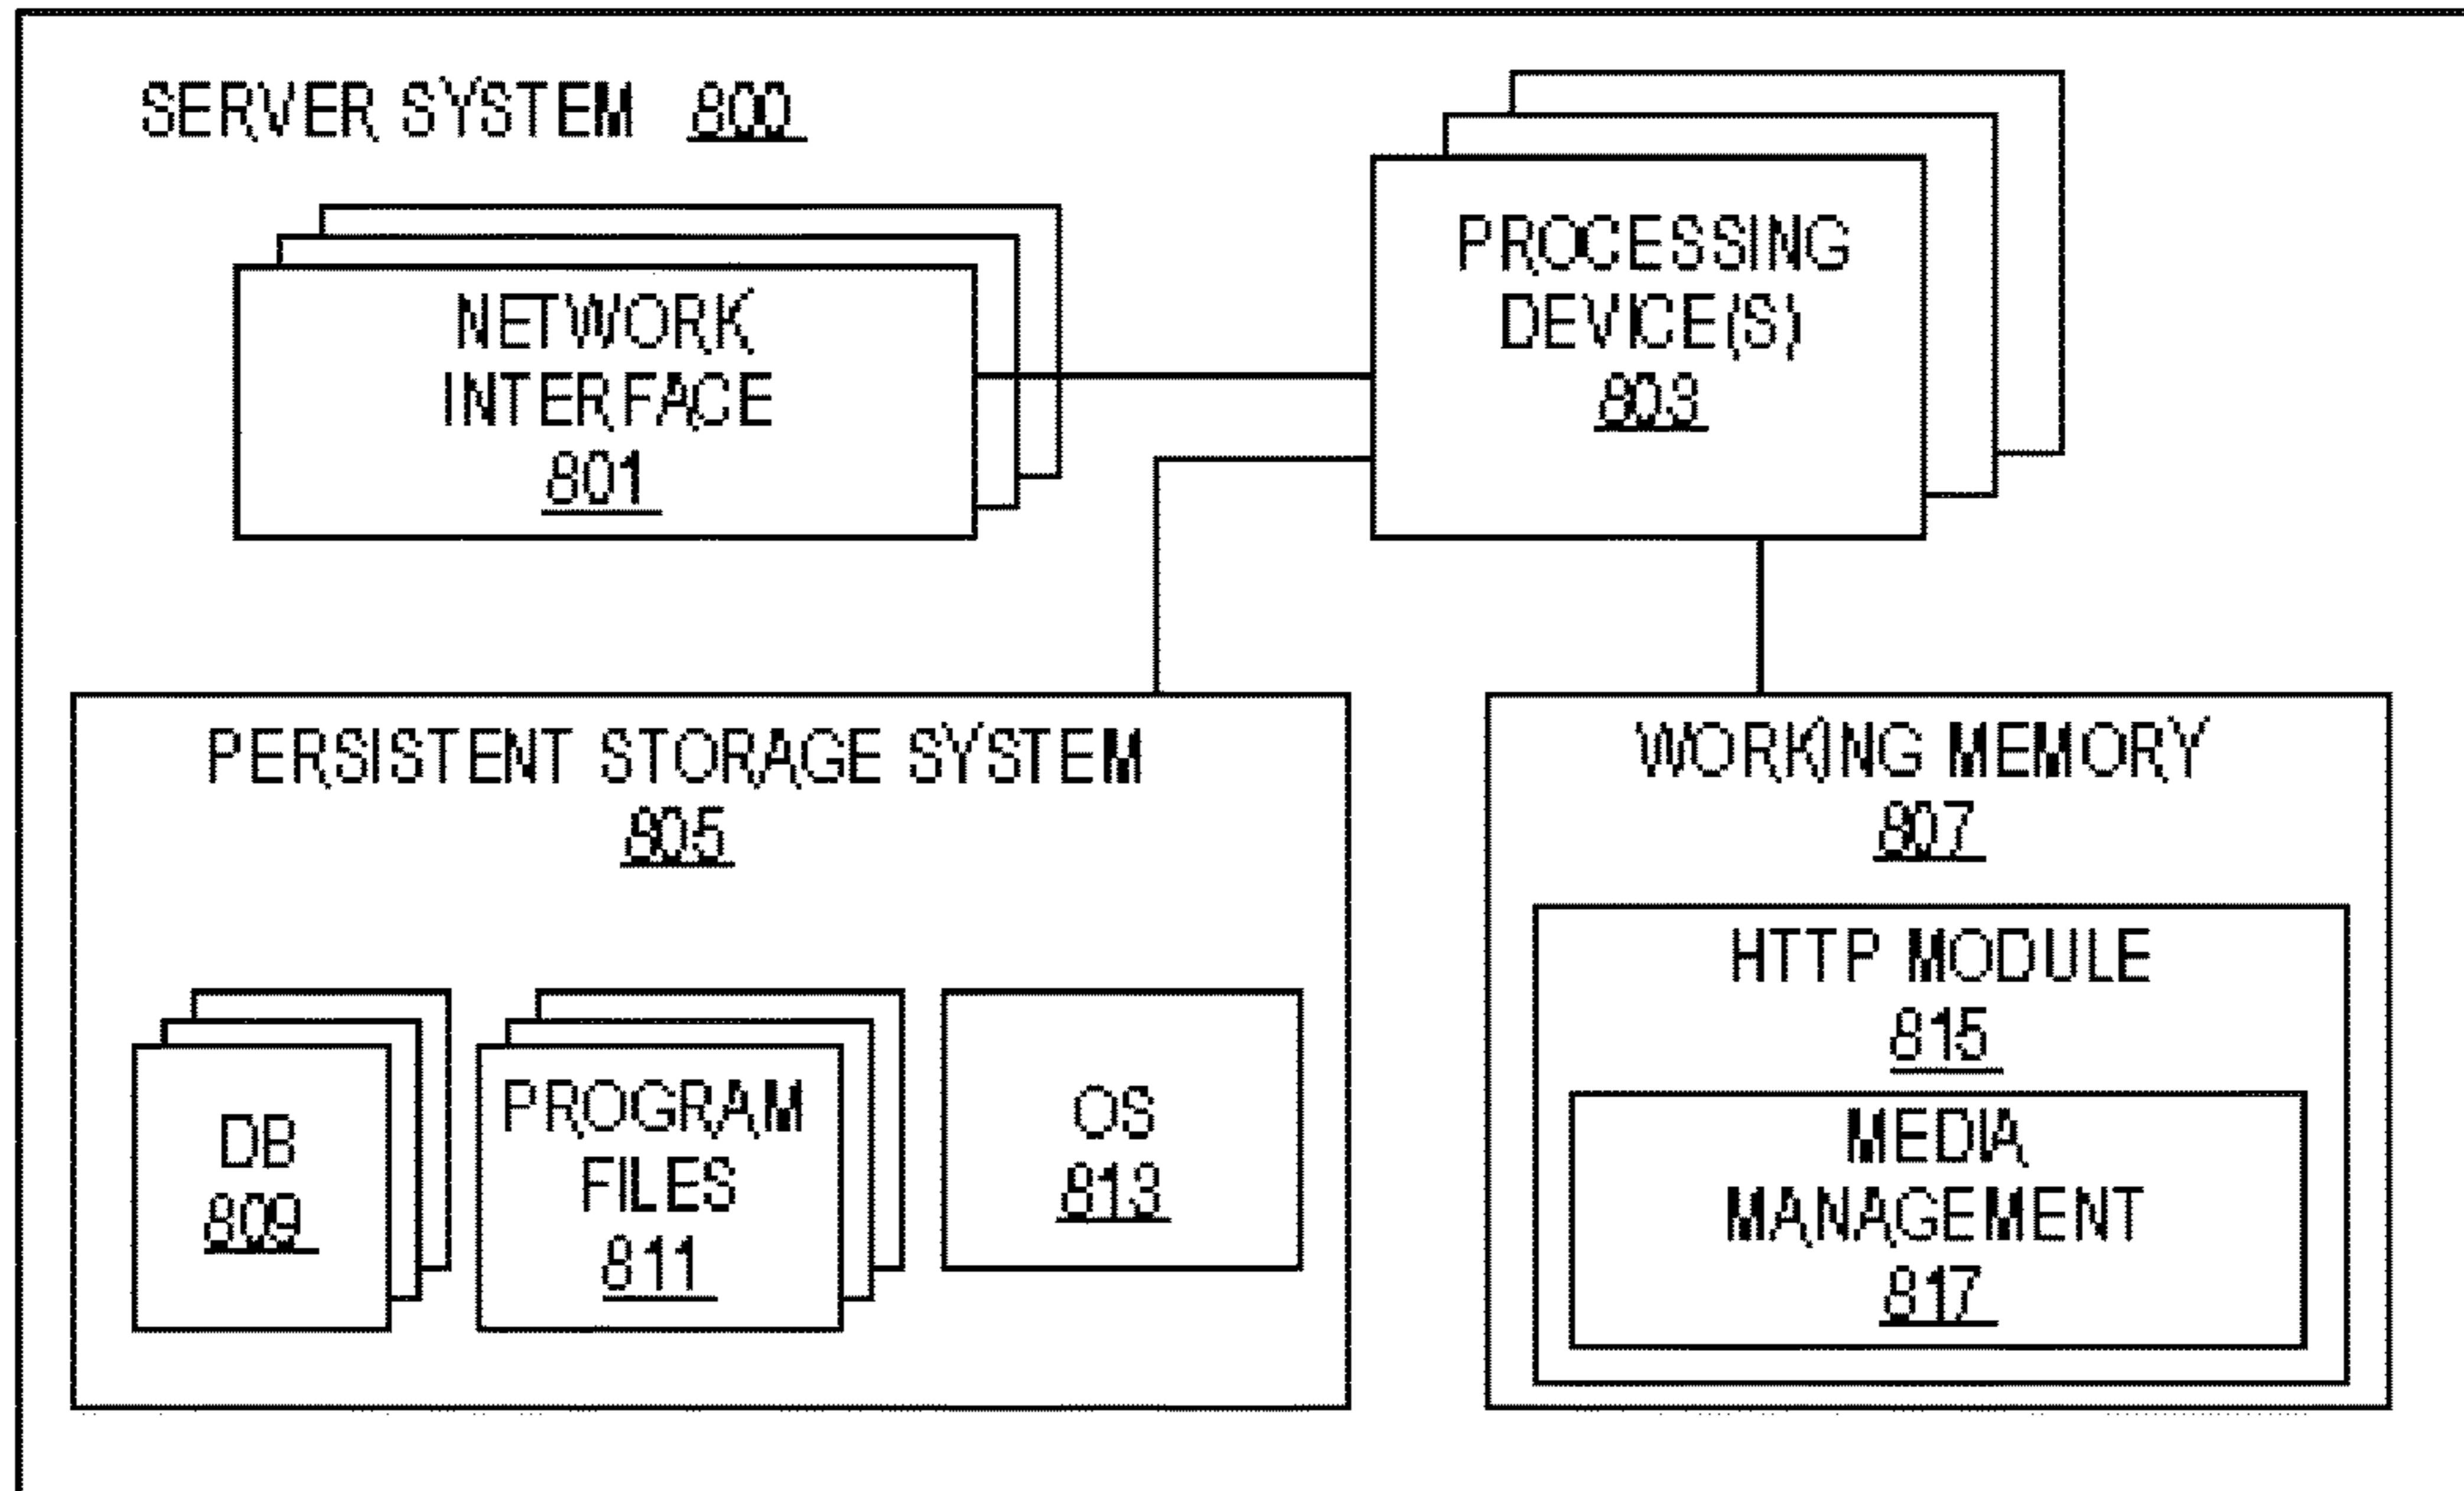 SERVER SYSTEM 800
NETWORK
INTERFACE
801
PROCESSING
DEVICE(S)
803
PERSISTENT STORAGE SYSTEM
805
DB
809
PROGRAM
FILES
811
OS
813
WORKING MEMORY
807
HTTP MODULE
815
MEDIA
MANAGEMENT
817